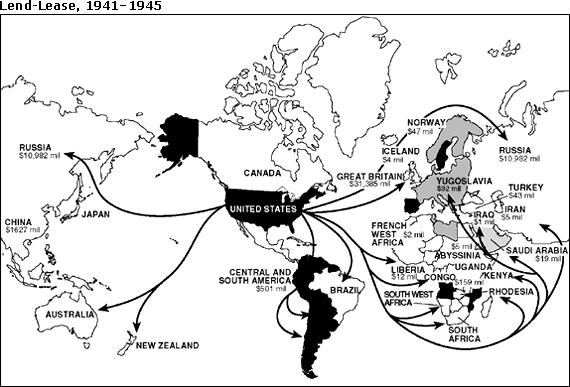 Lend-Lease, 1941-1945
NORWAY
$47 mil
RUSSIA
$10,982 mil
ICELAND
$4 mil
RUSSIA
$10,982 mil
CANADA
GREAT BRITAIN
$31,385 mil
YUGOSLAVIA
$32 mil
TURKEY
$43 mil
UNITED STATES
IRAN
$5 mil
IRAQ
$1 mil
JAPAN
CHINA
$1627 mil
FRENCH
WEST
AFRICA
$2 mil
$5 mil
ABYSSINIA
SAUDI ARABIA
$19 mil
LIBERIA
$12 mil
UGANDA
KENYA
CENTRAL AND
SOUTH AMERICA
$501 mil
CONGO
$159 mil
BRAZIL
RHODESIA
SOUTH WEST
AFRICA
AUSTRALIA
SOUTH
AFRICA
NEW ZEALAND